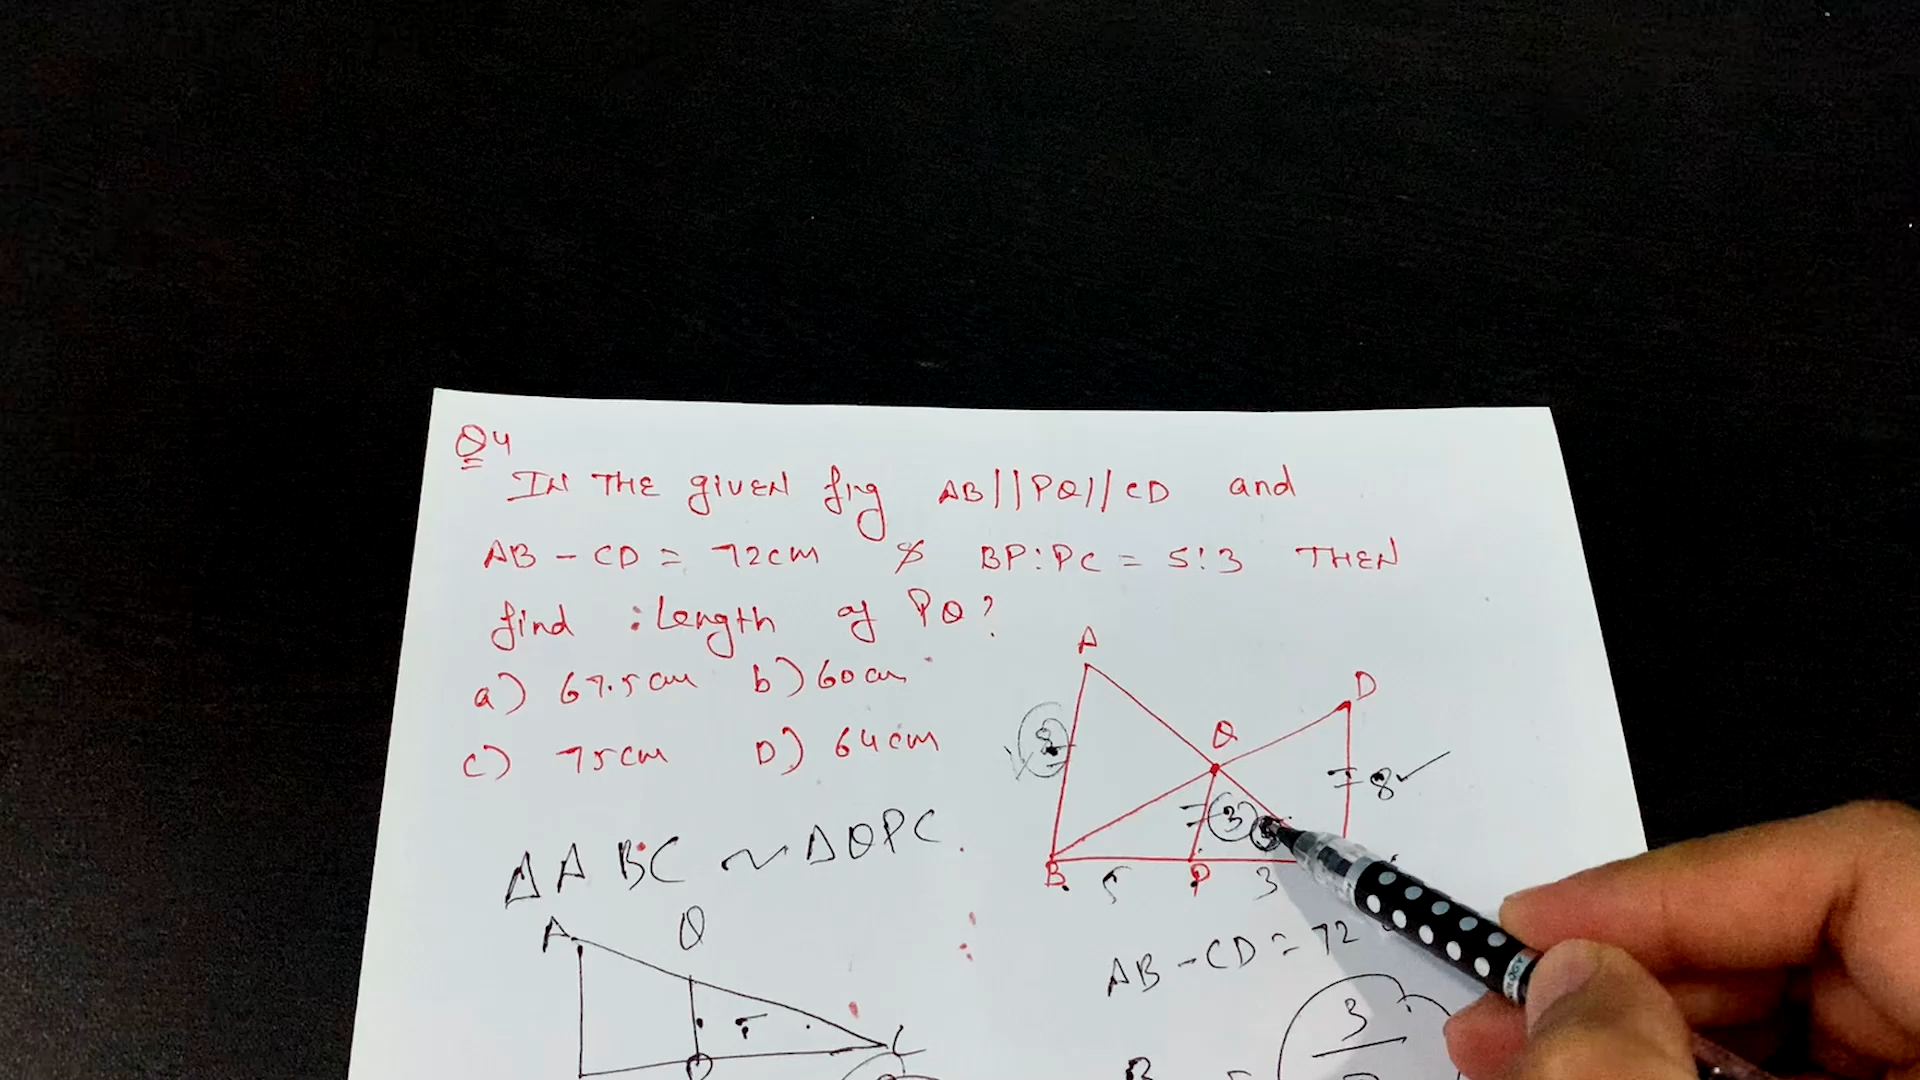 Q4
IN THE GIVEN fig AB||PQ||CD and
AB - CD = 72cm & BP:PC = 5:3 THEN
find : Length of PQ?
a) 67.5cm b) 60cm
c) 75cm D) 64cm
A
D
Q
8
= 8✓
= 3
B 5 P 3
ΔABC ~ ΔQPC.
A Q
C
AB - CD = 72
3